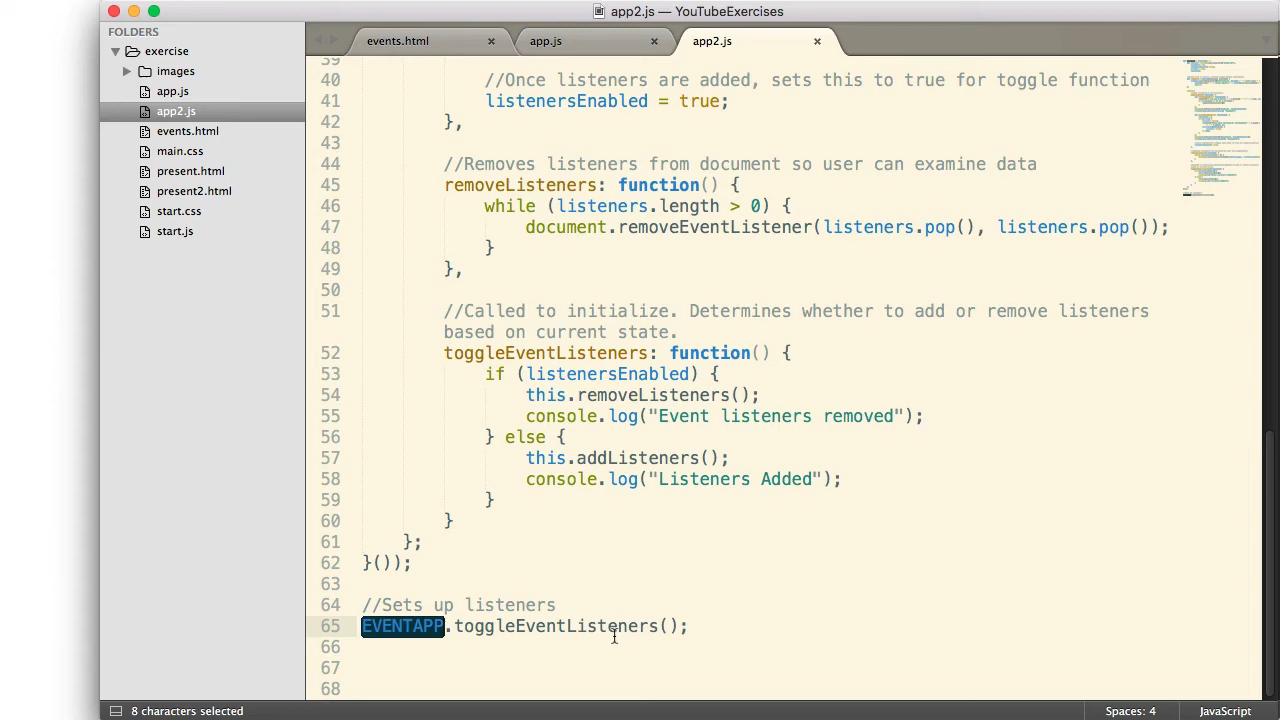 app2.js — YouTubeExercises
FOLDERS
exercise
images
app.js
app2.js
events.html
main.css
present.html
present2.html
start.css
start.js
events.html
app.js
app2.js
39
40 //Once listeners are added, sets this to true for toggle function
41 listenersEnabled = true;
42 },
43
44 //Removes listeners from document so user can examine data
45 removeListeners: function() {
46 while (listeners.length > 0) {
47 document.removeEventListener(listeners.pop(), listeners.pop());
48 }
49 },
50
51 //Called to initialize. Determines whether to add or remove listeners
based on current state.
52 toggleEventListeners: function() {
53 if (listenersEnabled) {
54 this.removeListeners();
55 console.log("Event listeners removed");
56 } else {
57 this.addListeners();
58 console.log("Listeners Added");
59 }
60 }
61 };
62 }());
63
64 //Sets up listeners
65 EVENTAPP.toggleEventListeners();
66
67
68
8 characters selected
Spaces: 4
JavaScript